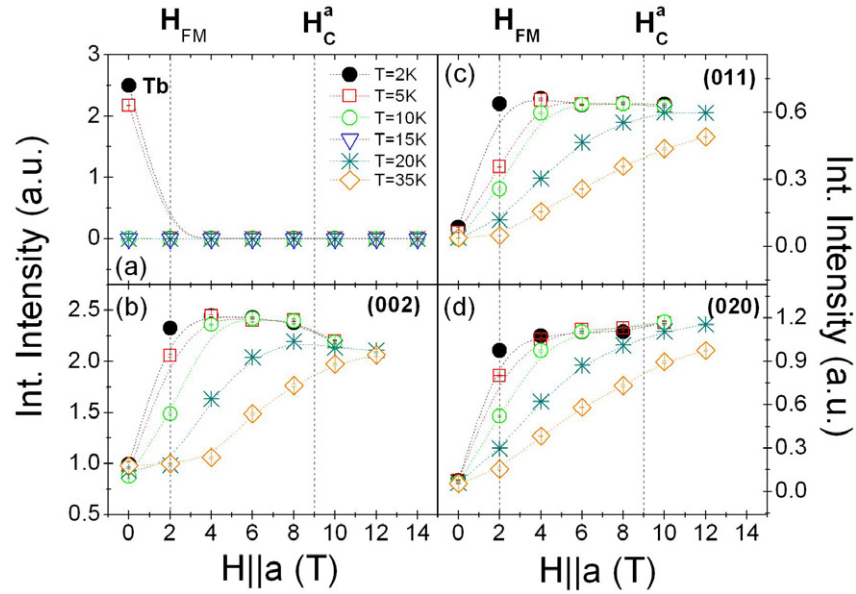 H_FM H_C^a H_FM H_C^a
3
2
1
0
Int. Intensity (a.u.)
Tb
T=2K
T=5K
T=10K
T=15K
T=20K
T=35K
(a)
(c) (011)
0.6
0.3
0.0
Int. Intensity (a.u.)
(b) (002)
2.5
2.0
1.5
1.0
0.5
Int. Intensity (a.u.)
0 2 4 6 8 10 12 14
H||a (T)
(d) (020)
1.2
0.9
0.6
0.3
0.0
0 2 4 6 8 10 12 14
H||a (T)